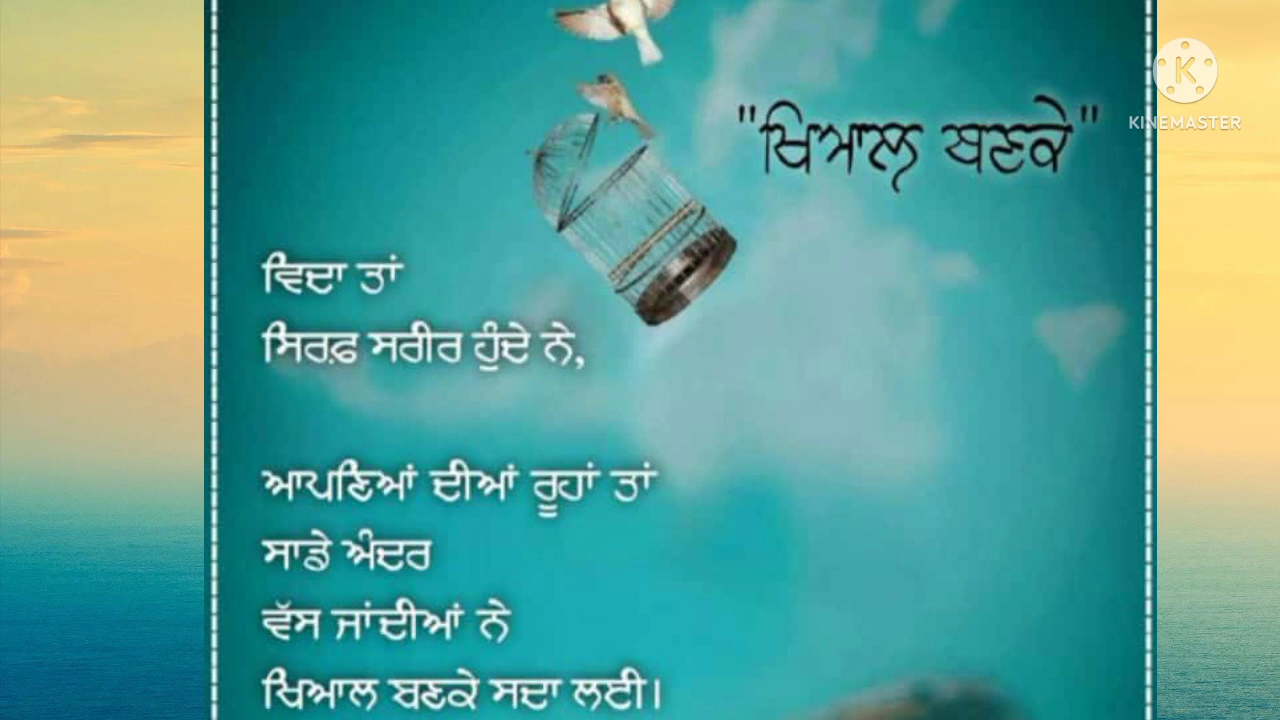 "ਖਿਆਲ ਬਣਕੇ"
K
KINEMASTER
ਵਿਦਾ ਤਾਂ
ਸਿਰਫ਼ ਸਰੀਰ ਹੁੰਦੇ ਨੇ,
ਆਪਣਿਆਂ ਦੀਆਂ ਰੂਹਾਂ ਤਾਂ
ਸਾਡੇ ਅੰਦਰ
ਵੱਸ ਜਾਂਦੀਆਂ ਨੇ
ਖਿਆਲ ਬਣਕੇ ਸਦਾ ਲਈ।